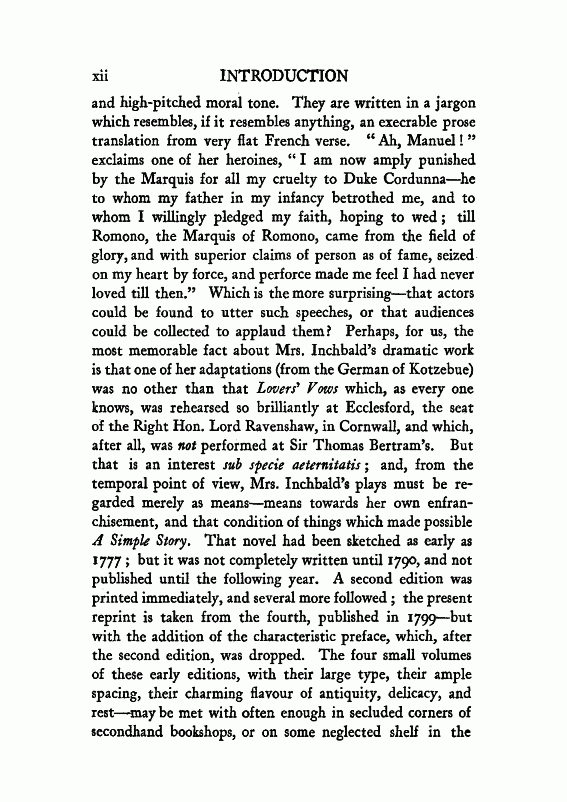 xii INTRODUCTION
and high-pitched moral tone. They are written in a jargon
which resembles, if it resembles anything, an execrable prose
translation from very flat French verse. “Ah, Manuel!”
exclaims one of her heroines, “I am now amply punished
by the Marquis for all my cruelty to Duke Cordunna—he
to whom my father in my infancy betrothed me, and to
whom I willingly pledged my faith, hoping to wed; till
Romono, the Marquis of Romono, came from the field of
glory, and with superior claims of person as of fame, seized
on my heart by force, and perforce made me feel I had never
loved till then.” Which is the more surprising—that actors
could be found to utter such speeches, or that audiences
could be collected to applaud them? Perhaps, for us, the
most memorable fact about Mrs. Inchbald’s dramatic work
is that one of her adaptations (from the German of Kotzebue)
was no other than that Lovers’ Vows which, as every one
knows, was rehearsed so brilliantly at Ecclesford, the seat
of the Right Hon. Lord Ravenshaw, in Cornwall, and which,
after all, was not performed at Sir Thomas Bertram’s. But
that is an interest sub specie aeternitatis; and, from the
temporal point of view, Mrs. Inchbald’s plays must be re-
garded merely as means—means towards her own enfran-
chisement, and that condition of things which made possible
A Simple Story. That novel had been sketched as early as
1777; but it was not completely written until 1790, and not
published until the following year. A second edition was
printed immediately, and several more followed; the present
reprint is taken from the fourth, published in 1799—but
with the addition of the characteristic preface, which, after
the second edition, was dropped. The four small volumes
of these early editions, with their large type, their ample
spacing, their charming flavour of antiquity, delicacy, and
rest—may be met with often enough in secluded corners of
secondhand bookshops, or on some neglected shelf in the